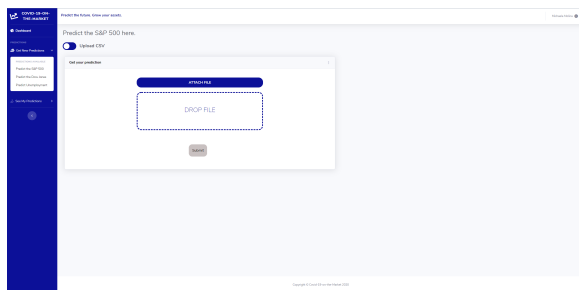 COVID-19-ON-
THE-MARKET
Predict the future. Grow your assets.
Dashboard
Predict the S&P 500 here.
Upload CSV
Get New Predictions
Predict the S&P 500
Predict the Dow Jones
Predict Unemployment
Get your prediction
ATTACH FILE
DROP FILE
Submit